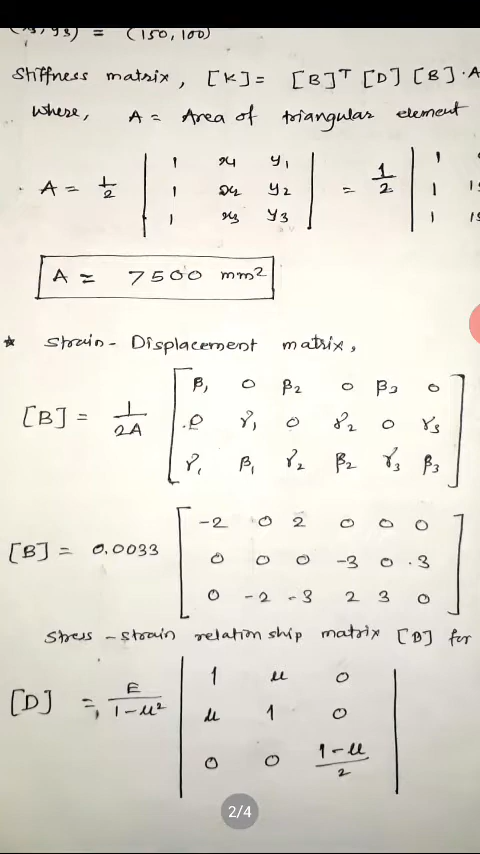 (x3, y3) = (150, 100)
Stiffness matrix, [K] = [B]ᵀ [D] [B] · A
Where, A = Area of triangular element
· A = 1/2 | 1 x1 y1 | = 1/2 | 1
| 1 x2 y2 | | 1
| 1 x3 y3 | | 1
A = 7500 mm²
* Strain - Displacement matrix,
[B] = 1/2A [ β1 0 β2 0 β3 0 ]
[ 0 γ1 0 γ2 0 γ3 ]
[ γ1 β1 γ2 β2 γ3 β3 ]
[B] = 0.0033 [ -2 0 2 0 0 0 ]
[ 0 0 0 -3 0 .3 ]
[ 0 -2 -3 2 3 0 ]
Stress - strain relationship matrix [D] for
[D] = E/1-μ² | 1 μ 0 |
| μ 1 0 |
| 0 0 1-μ/2 |
2/4